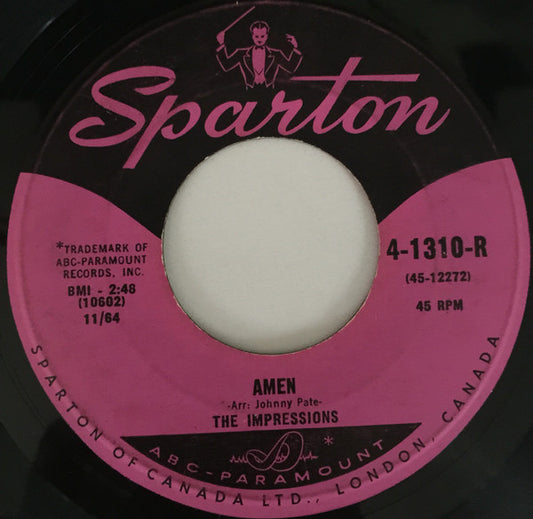 Sparton
*TRADEMARK OF
ABC-PARAMOUNT
RECORDS, INC.
BMI - 2:48
(10602)
11/64
4-1310-R
(45-12272)
45 RPM
AMEN
-Arr: Johnny Pate-
THE IMPRESSIONS
*
ABC-PARAMOUNT
SPARTON OF CANADA LTD., LONDON, CANADA